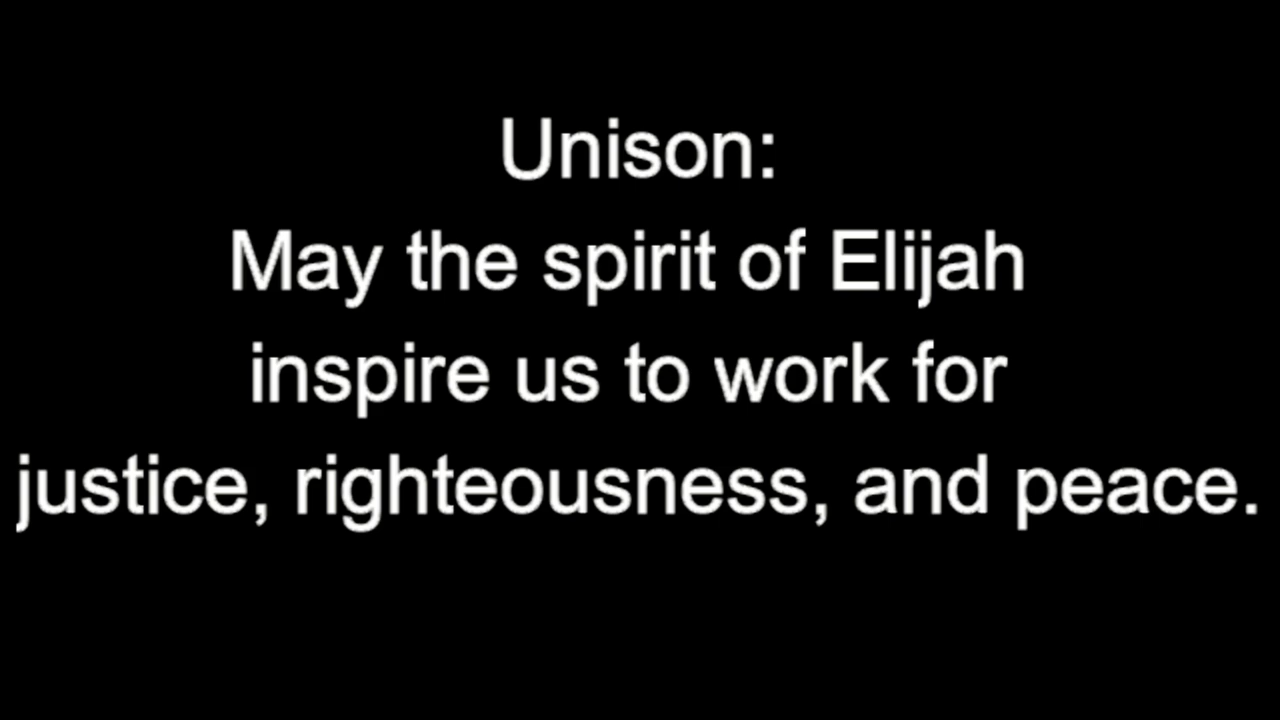 Unison:
May the spirit of Elijah
inspire us to work for
justice, righteousness, and peace.